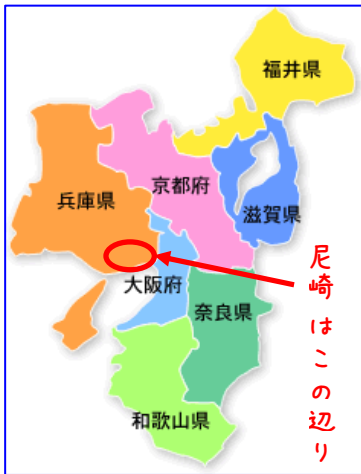 福井県
京都府
兵庫県
滋賀県
大阪府
奈良県
和歌山県
尼崎はこの辺り